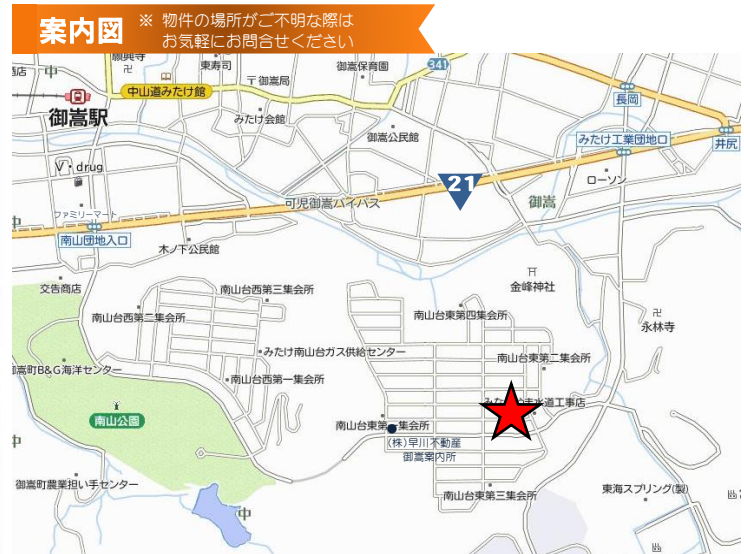 案内図
※ 物件の場所がご不明な際は
お気軽にお問合せください
願興寺
東寿司
〒御嵩局
御嵩保育園
341
中山道みたけ館
御嵩駅
みたけ会館
御嵩公民館
長岡
みたけ工業団地口
井尻
V・drug
ローソン
21
可児御嵩バイパス
御嵩
ファミリーマート
南山団地入口
木ノ下公民館
金峰神社
交告商店
南山台西第三集会所
南山台西第二集会所
南山台東第四集会所
永林寺
みたけ南山台ガス供給センター
南山台東第二集会所
御嵩町B&G海洋センター
南山台西第一集会所
水道工事店
南山公園
南山台東第一集会所
(株)早川不動産
御嵩案内所
御嵩町農業担い手センター
南山台東第三集会所
東海スプリング(製)
中